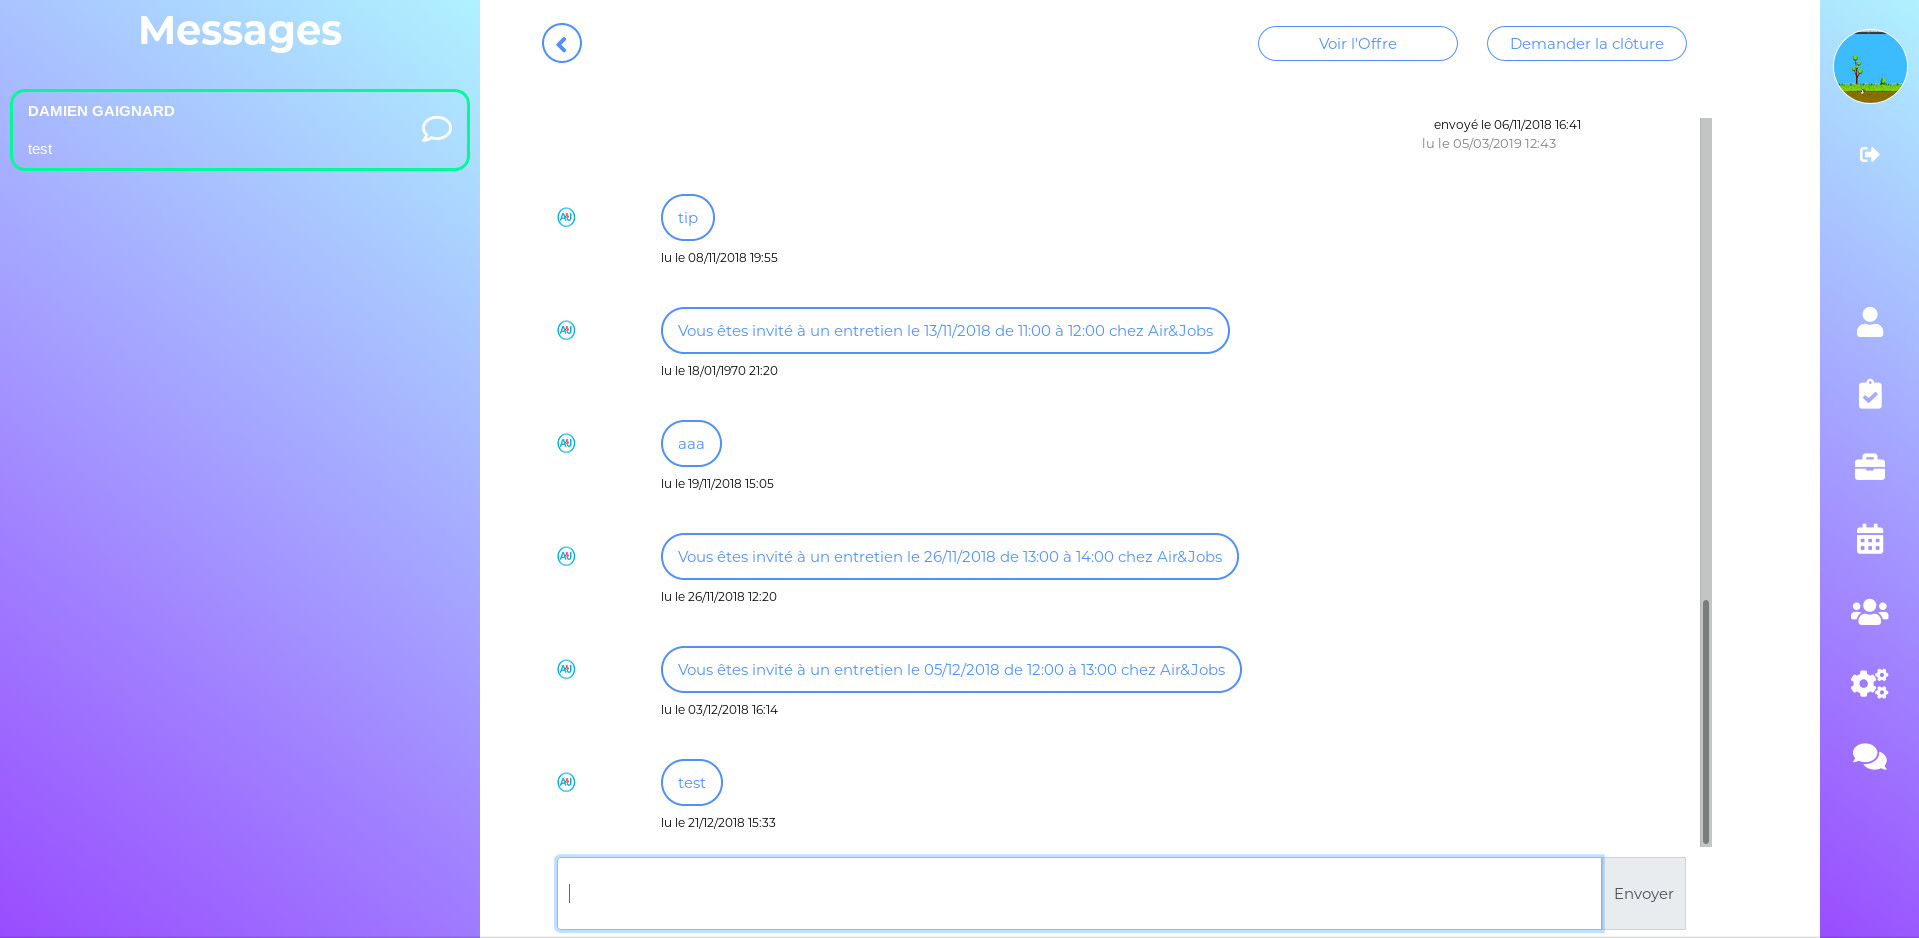 Messages
DAMIEN GAIGNARD
test
Voir l'Offre
Demander la clôture
envoyé le 06/11/2018 16:41
lu le 05/03/2019 12:43
AJ
tip
lu le 08/11/2018 19:55
AJ
Vous êtes invité à un entretien le 13/11/2018 de 11:00 à 12:00 chez Air&Jobs
lu le 18/01/1970 21:20
AJ
aaa
lu le 19/11/2018 15:05
AJ
Vous êtes invité à un entretien le 26/11/2018 de 13:00 à 14:00 chez Air&Jobs
lu le 26/11/2018 12:20
AJ
Vous êtes invité à un entretien le 05/12/2018 de 12:00 à 13:00 chez Air&Jobs
lu le 03/12/2018 16:14
AJ
test
lu le 21/12/2018 15:33
Envoyer